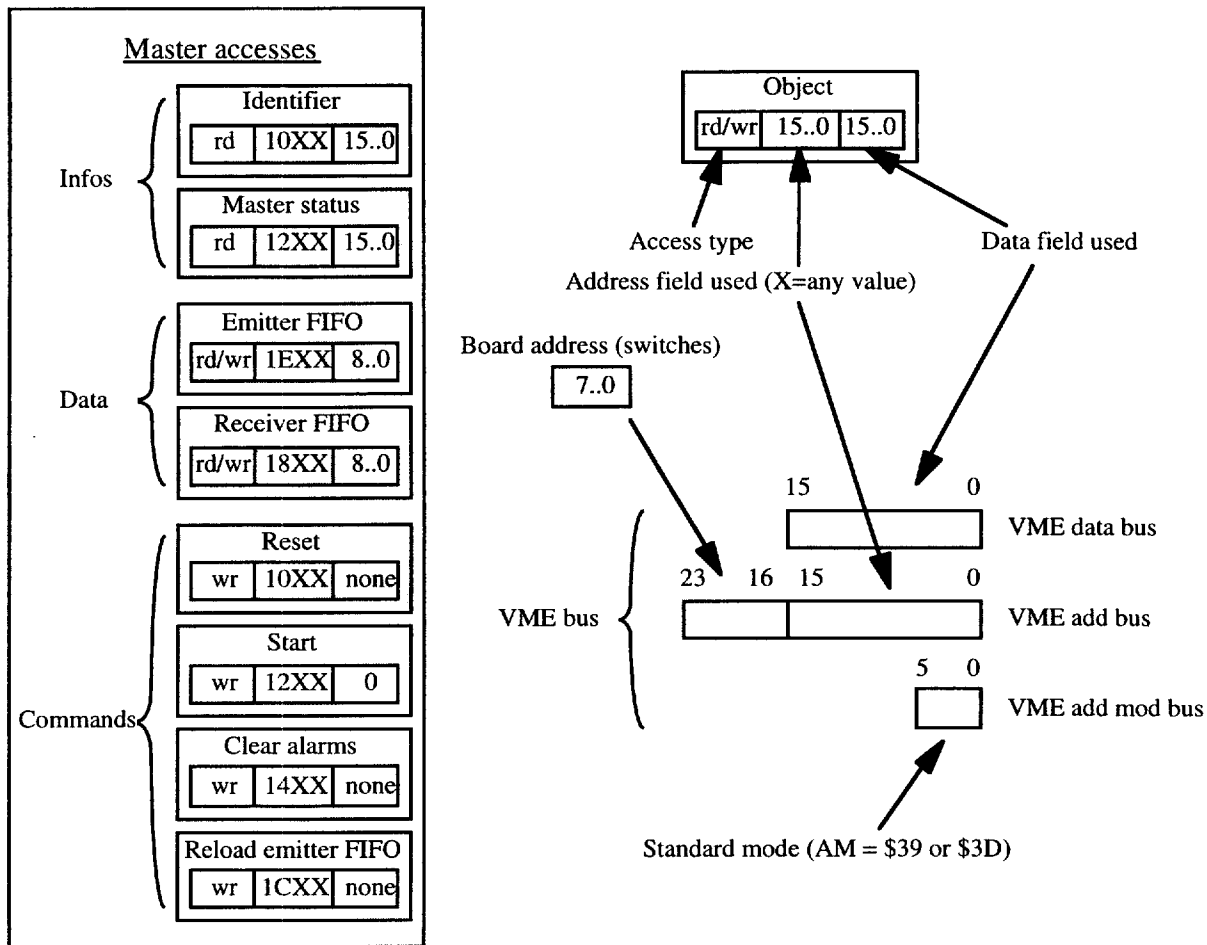 Master accesses
Infos
Identifier
rd 10XX 15..0
Master status
rd 12XX 15..0
Data
Emitter FIFO
rd/wr 1EXX 8..0
Receiver FIFO
rd/wr 18XX 8..0
Commands
Reset
wr 10XX none
Start
wr 12XX 0
Clear alarms
wr 14XX none
Reload emitter FIFO
wr 1CXX none
Object
rd/wr 15..0 15..0
Access type
Data field used
Address field used (X=any value)
Board address (switches)
7..0
VME bus
15 0
VME data bus
23 16 15 0
VME add bus
5 0
VME add mod bus
Standard mode (AM = $39 or $3D)